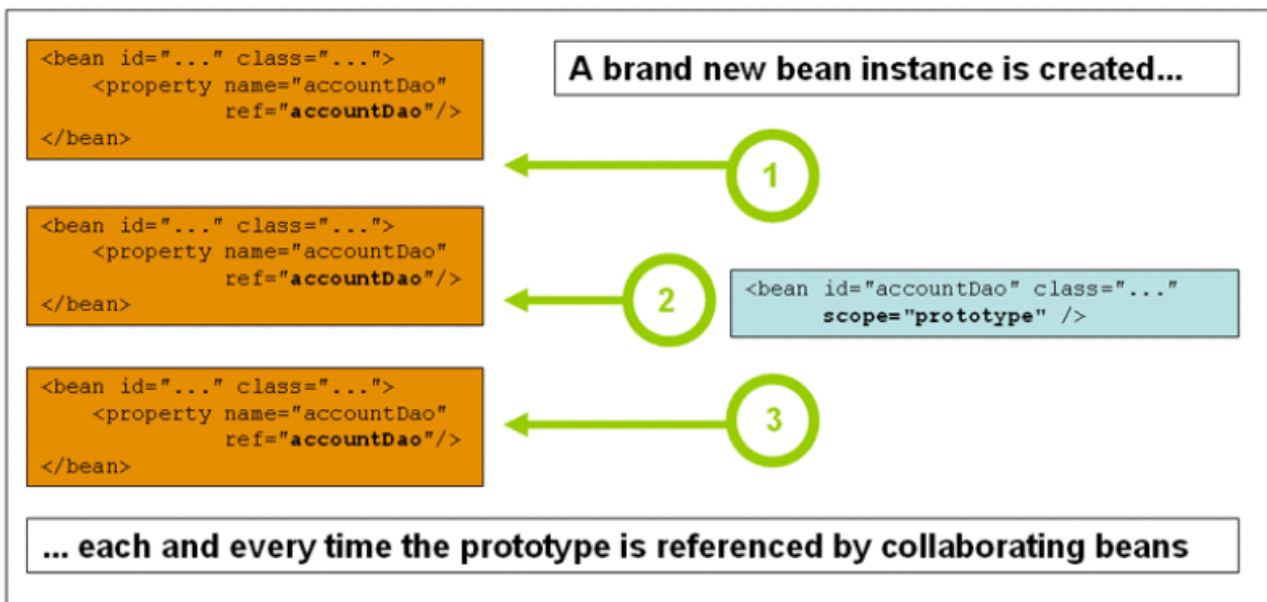 <bean id="..." class="...">
    <property name="accountDao"
              ref="accountDao"/>
</bean>
A brand new bean instance is created...
1
<bean id="..." class="...">
    <property name="accountDao"
              ref="accountDao"/>
</bean>
2
<bean id="accountDao" class="..."
      scope="prototype" />
<bean id="..." class="...">
    <property name="accountDao"
              ref="accountDao"/>
</bean>
3
... each and every time the prototype is referenced by collaborating beans